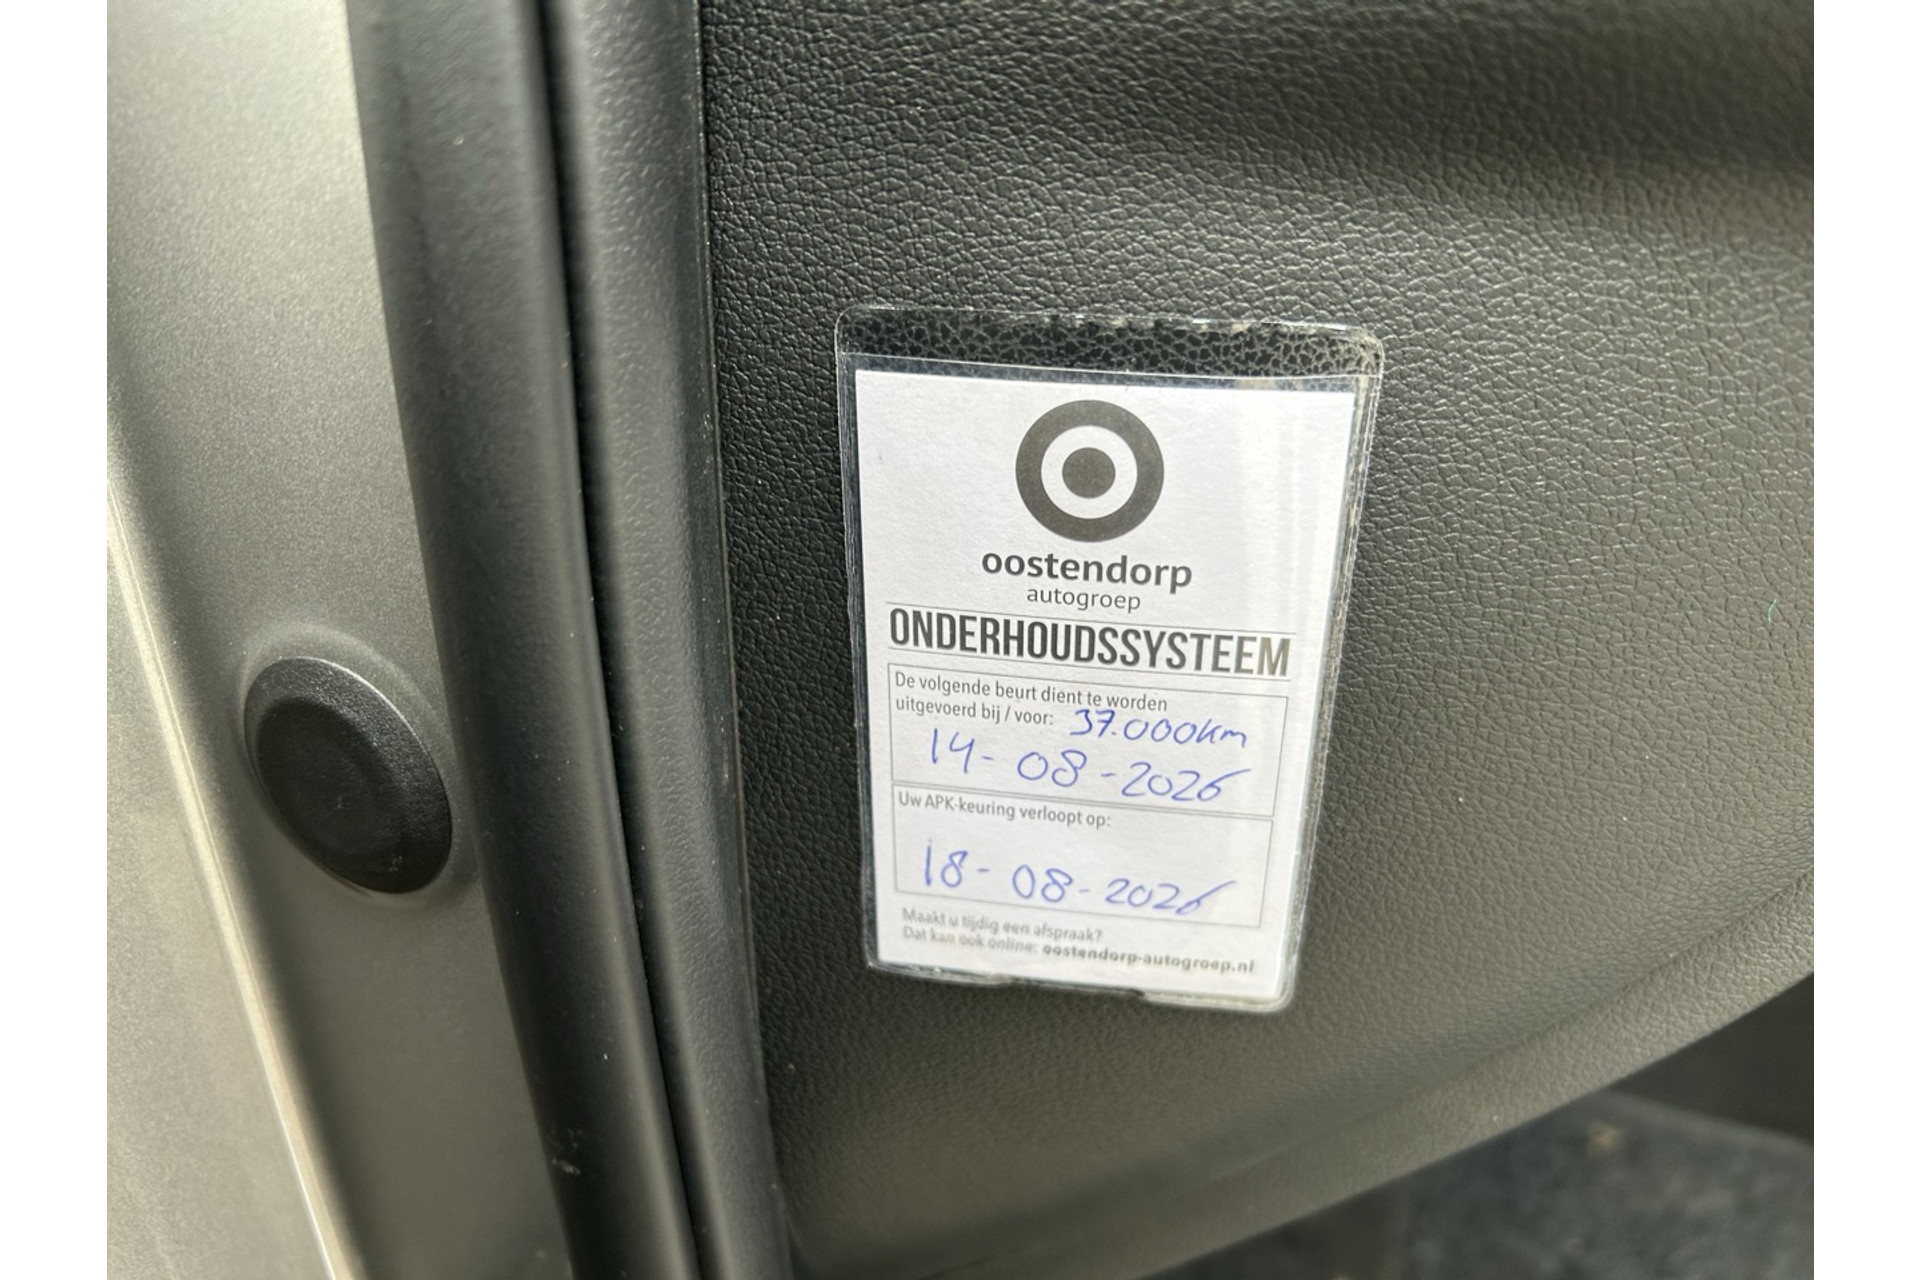 oostendorp
autogroep
ONDERHOUDSSYSTEEM
De volgende beurt dient te worden
uitgevoerd bij / voor: 37.000km
14-08-2026
Uw APK-keuring verloopt op:
18-08-2026
Maakt u tijdig een afspraak?
Dat kan ook online: oostendorp-autogroep.nl